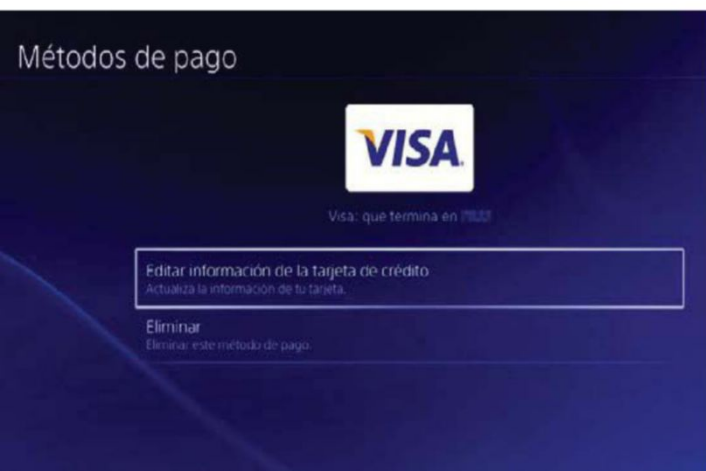 Métodos de pago
VISA
Visa: que termina en
Editar información de la tarjeta de crédito
Actualiza la información de tu tarjeta.
Eliminar
Eliminar este método de pago.